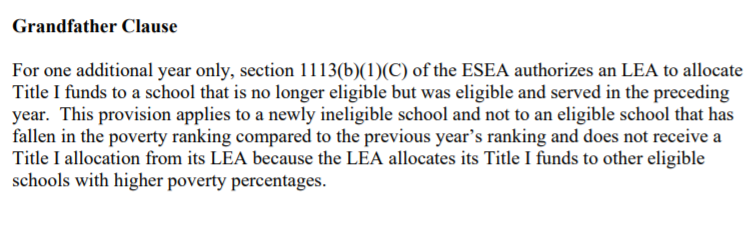 Grandfather Clause
For one additional year only, section 1113(b)(1)(C) of the ESEA authorizes an LEA to allocate
Title I funds to a school that is no longer eligible but was eligible and served in the preceding
year.  This provision applies to a newly ineligible school and not to an eligible school that has
fallen in the poverty ranking compared to the previous year’s ranking and does not receive a
Title I allocation from its LEA because the LEA allocates its Title I funds to other eligible
schools with higher poverty percentages.